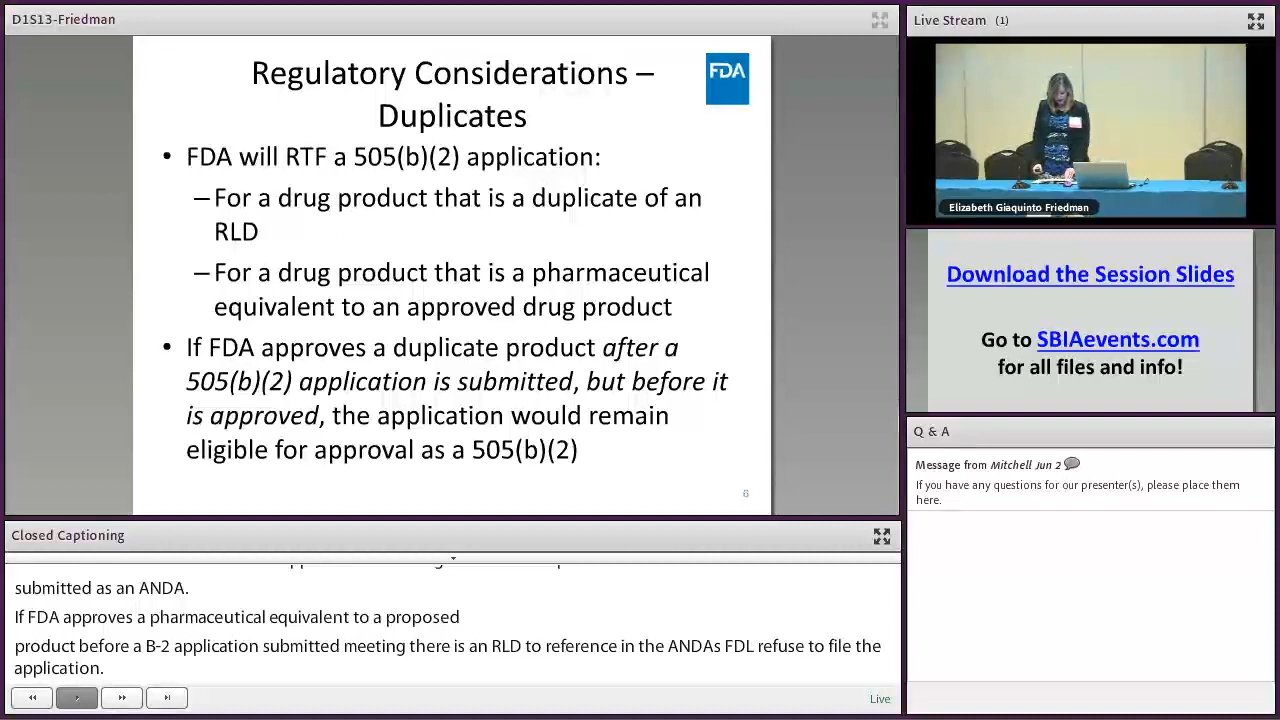 D1S13-Friedman
Regulatory Considerations –
Duplicates
FDA
• FDA will RTF a 505(b)(2) application:
– For a drug product that is a duplicate of an
RLD
– For a drug product that is a pharmaceutical
equivalent to an approved drug product
• If FDA approves a duplicate product after a
505(b)(2) application is submitted, but before it
is approved, the application would remain
eligible for approval as a 505(b)(2)
6
Closed Captioning
submitted as an ANDA.
If FDA approves a pharmaceutical equivalent to a proposed
product before a B-2 application submitted meeting there is an RLD to reference in the ANDAs FDL refuse to file the
application.
Live
Live Stream (1)
Elizabeth Giaquinto Friedman
Download the Session Slides
Go to SBIAevents.com
for all files and info!
Q & A
Message from Mitchell Jun 2
If you have any questions for our presenter(s), please place them
here.